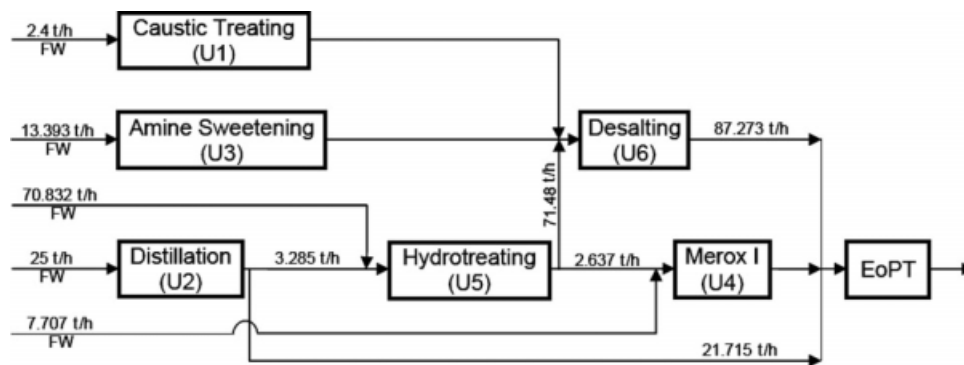 2.4 t/h
FW
Caustic Treating
(U1)
13.393 t/h
FW
Amine Sweetening
(U3)
Desalting
(U6)
87.273 t/h
70.832 t/h
FW
71.48 t/h
25 t/h
FW
Distillation
(U2)
3.285 t/h
Hydrotreating
(U5)
2.637 t/h
Merox I
(U4)
EoPT
7.707 t/h
FW
21.715 t/h